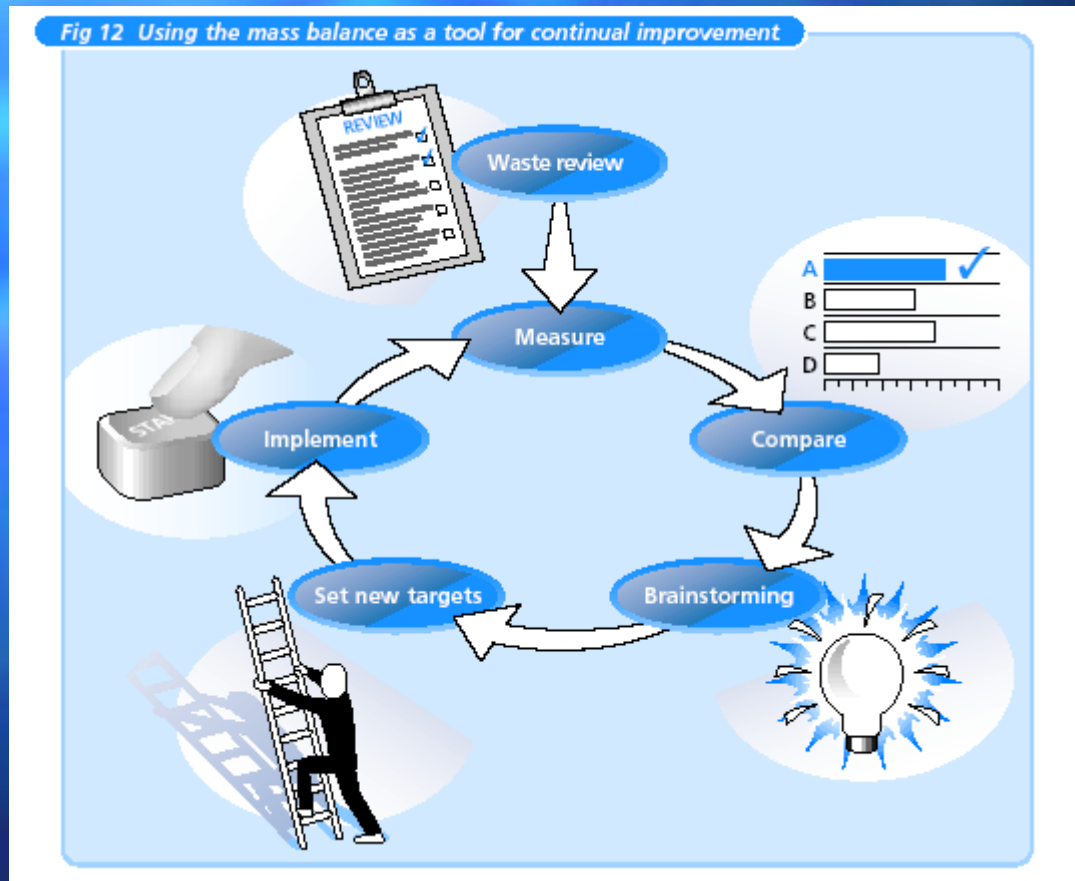 Fig 12 Using the mass balance as a tool for continual improvement
REVIEW
Waste review
A
B
C
D
Measure
Compare
Implement
Set new targets
Brainstorming